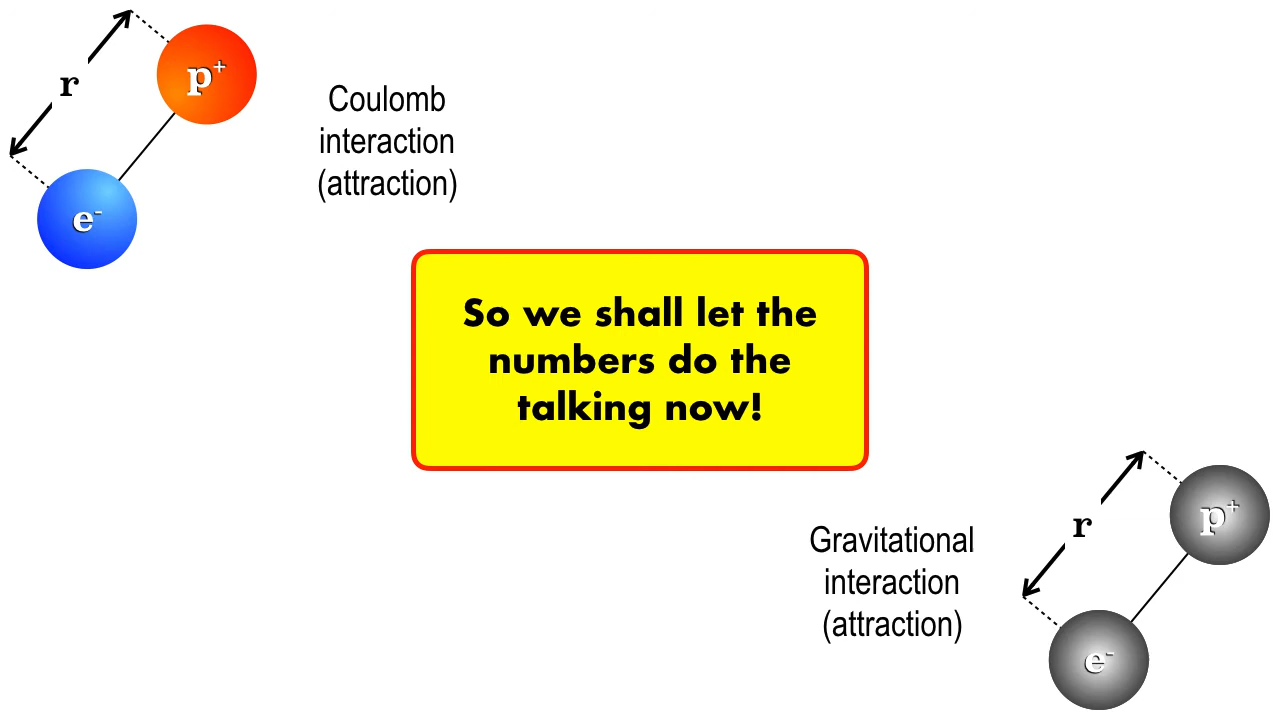 r
p⁺
e⁻
Coulomb
interaction
(attraction)
So we shall let the
numbers do the
talking now!
Gravitational
interaction
(attraction)
r
p⁺
e⁻